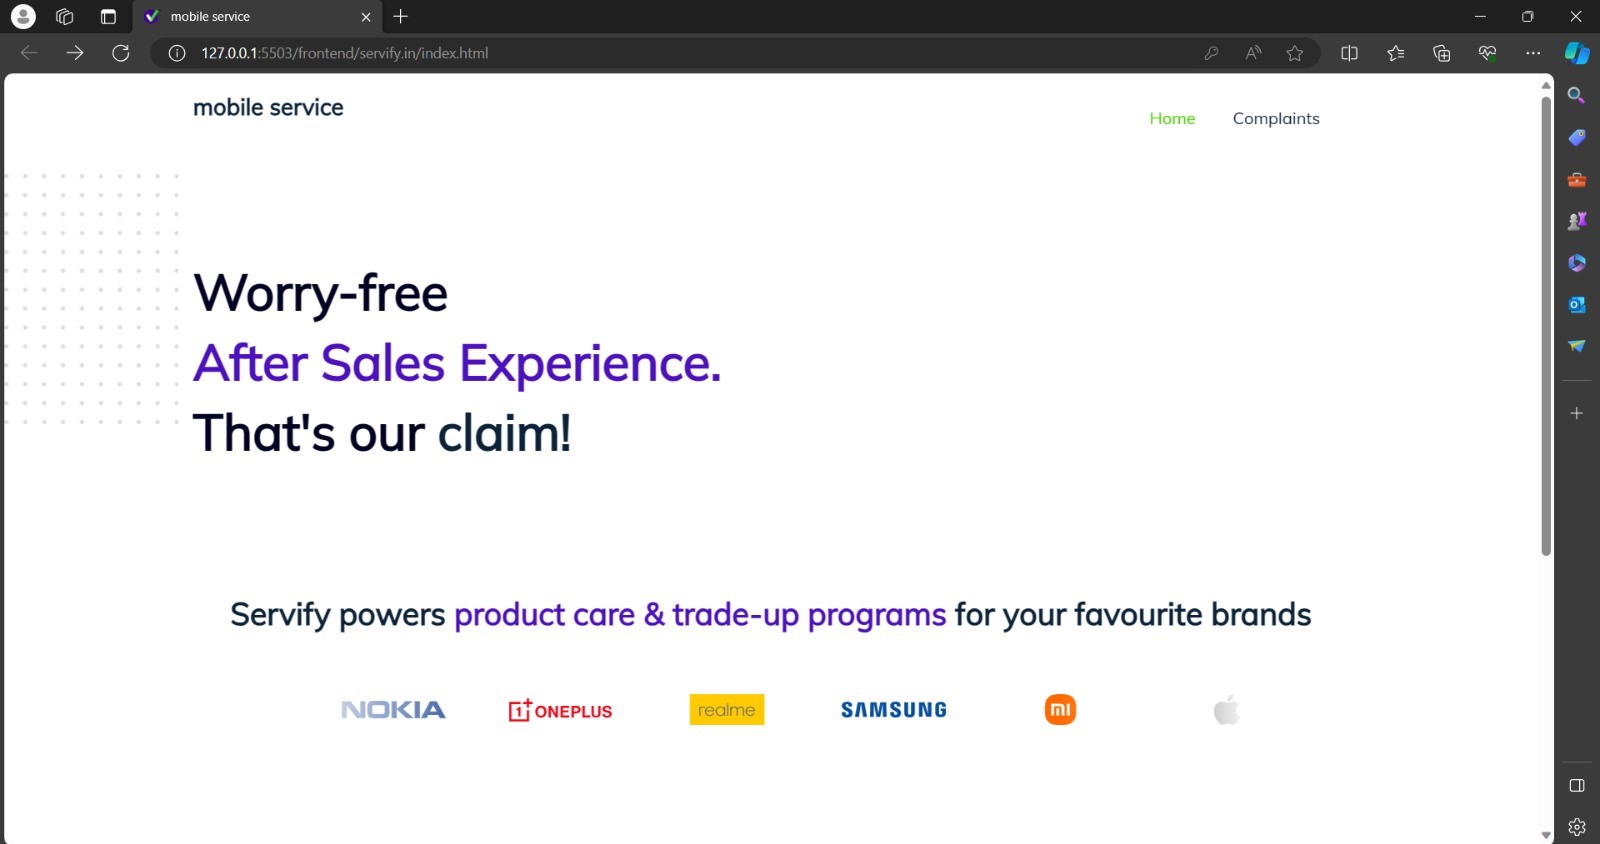 mobile service
127.0.0.1:5503/frontend/servify.in/index.html
mobile service
Home Complaints
Worry-free
After Sales Experience.
That's our claim!
Servify powers product care & trade-up programs for your favourite brands
NOKIA 1+ ONEPLUS realme SAMSUNG mi